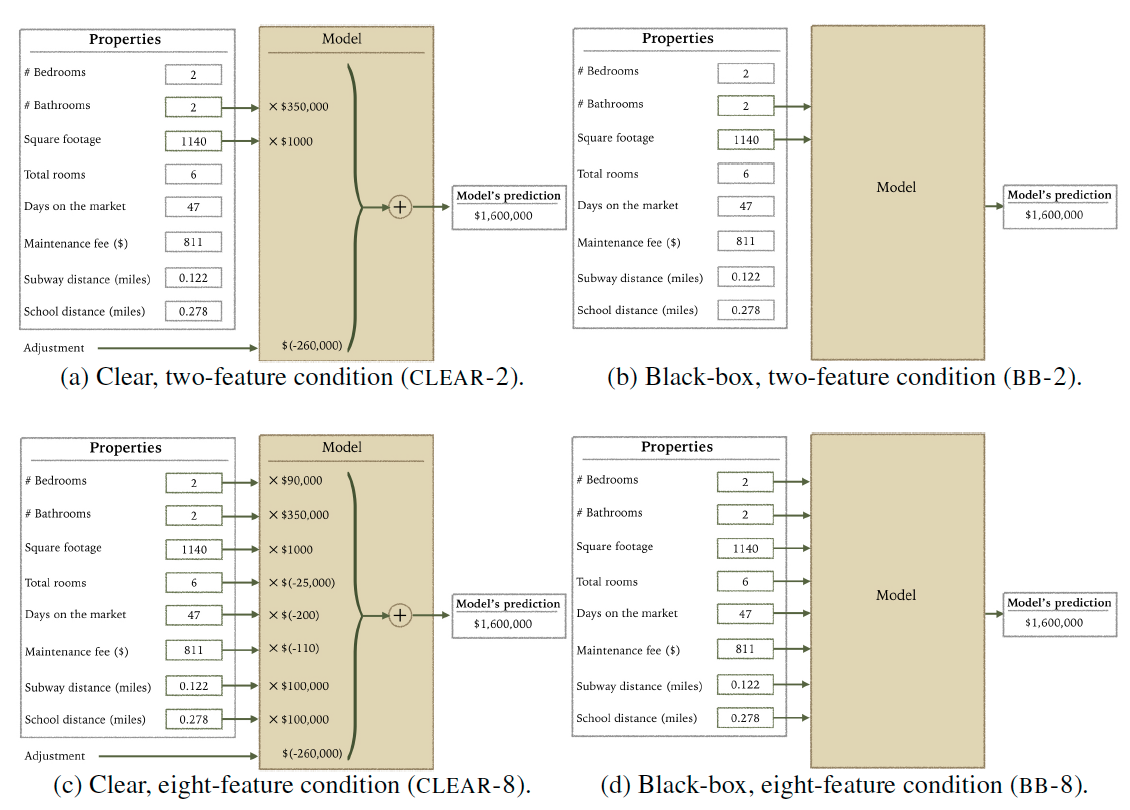 Properties
# Bedrooms 2
# Bathrooms 2
Square footage 1140
Total rooms 6
Days on the market 47
Maintenance fee ($) 811
Subway distance (miles) 0.122
School distance (miles) 0.278
Adjustment
Model
× $350,000
× $1000
$(-260,000)
+
Model's prediction
$1,600,000
(a) Clear, two-feature condition (CLEAR-2).
Properties
# Bedrooms 2
# Bathrooms 2
Square footage 1140
Total rooms 6
Days on the market 47
Maintenance fee ($) 811
Subway distance (miles) 0.122
School distance (miles) 0.278
Model
Model's prediction
$1,600,000
(b) Black-box, two-feature condition (BB-2).
Properties
# Bedrooms 2
# Bathrooms 2
Square footage 1140
Total rooms 6
Days on the market 47
Maintenance fee ($) 811
Subway distance (miles) 0.122
School distance (miles) 0.278
Adjustment
Model
× $90,000
× $350,000
× $1000
× $(-25,000)
× $(-200)
× $(-110)
× $100,000
× $100,000
$(-260,000)
+
Model's prediction
$1,600,000
(c) Clear, eight-feature condition (CLEAR-8).
Properties
# Bedrooms 2
# Bathrooms 2
Square footage 1140
Total rooms 6
Days on the market 47
Maintenance fee ($) 811
Subway distance (miles) 0.122
School distance (miles) 0.278
Model
Model's prediction
$1,600,000
(d) Black-box, eight-feature condition (BB-8).